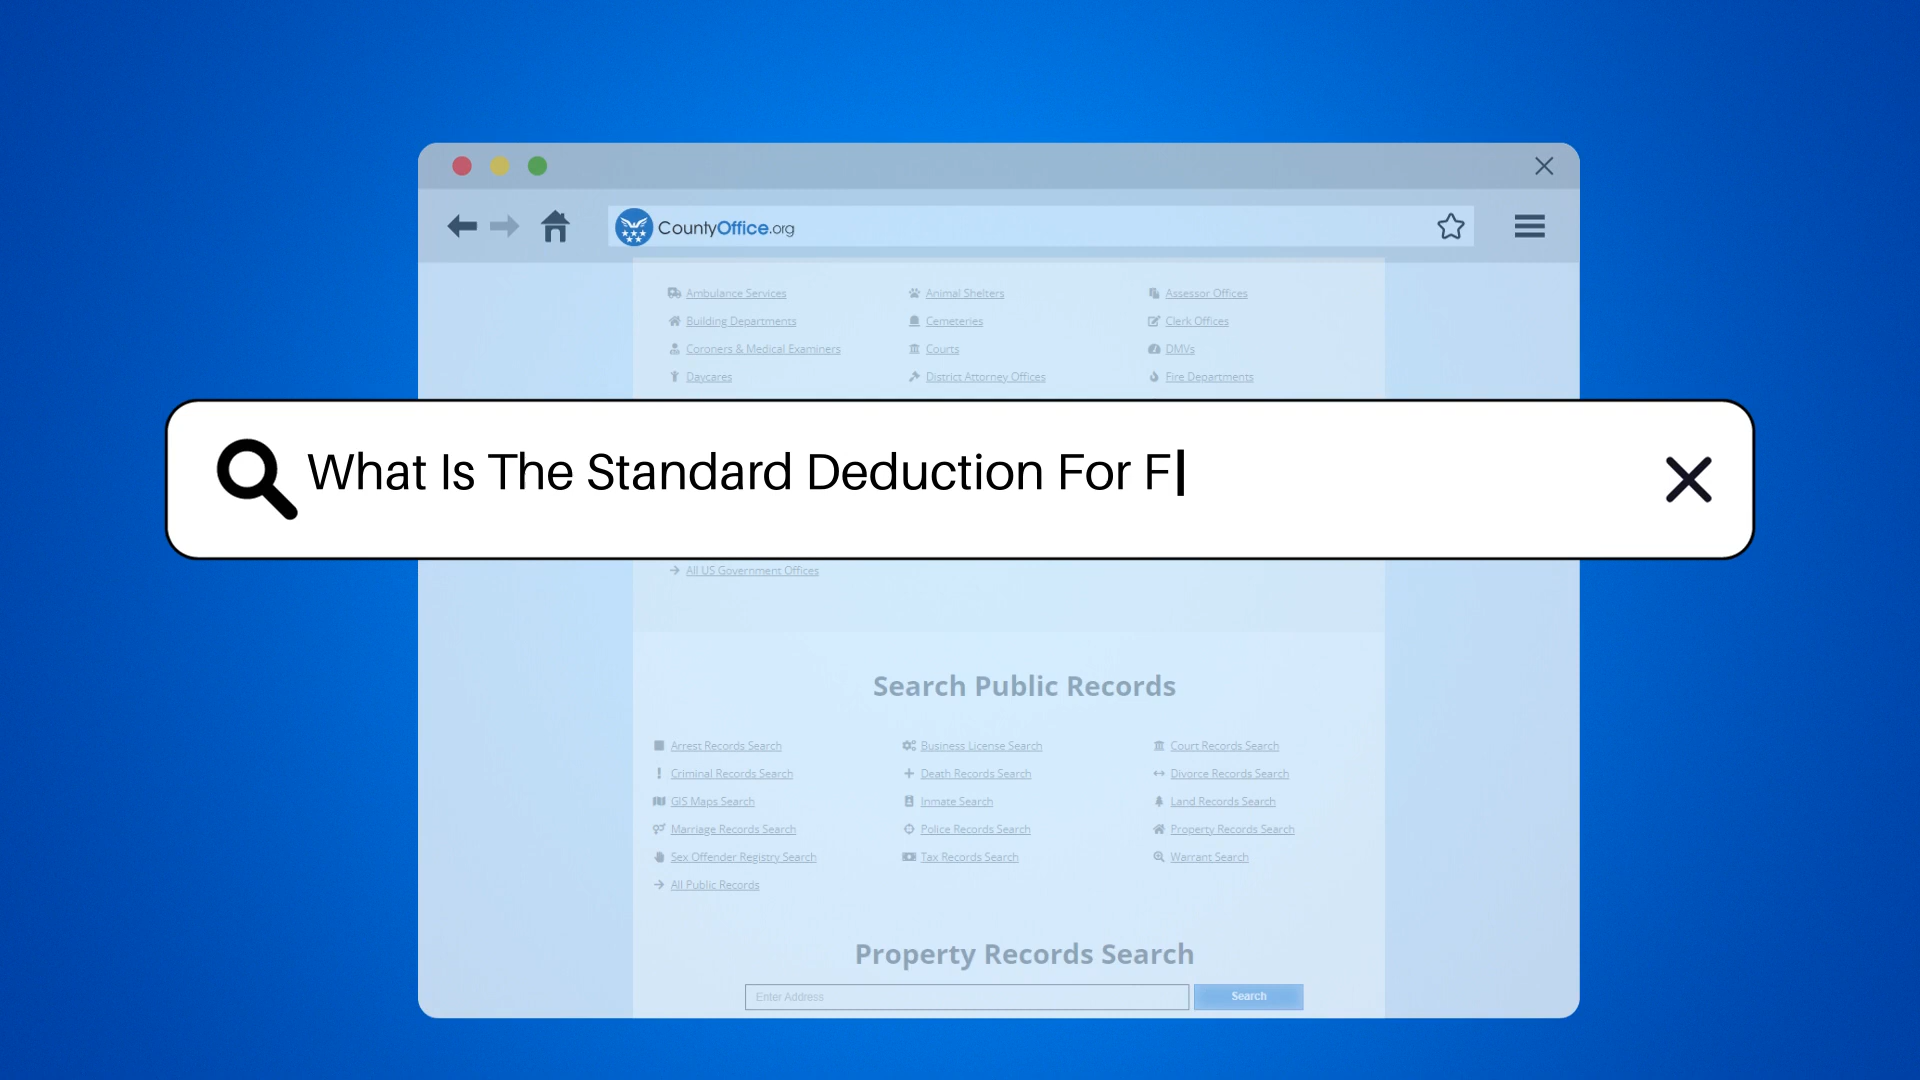 CountyOffice.org
Ambulance Services Animal Shelters Assessor Offices
Building Departments Cemeteries Clerk Offices
Coroners & Medical Examiners Courts DMVs
Daycares District Attorney Offices Fire Departments
What Is The Standard Deduction For F
All US Government Offices
Search Public Records
Arrest Records Search Business License Search Court Records Search
Criminal Records Search Death Records Search Divorce Records Search
GIS Maps Search Inmate Search Land Records Search
Marriage Records Search Police Records Search Property Records Search
Sex Offender Registry Search Tax Records Search Warrant Search
All Public Records
Property Records Search
Enter Address Search